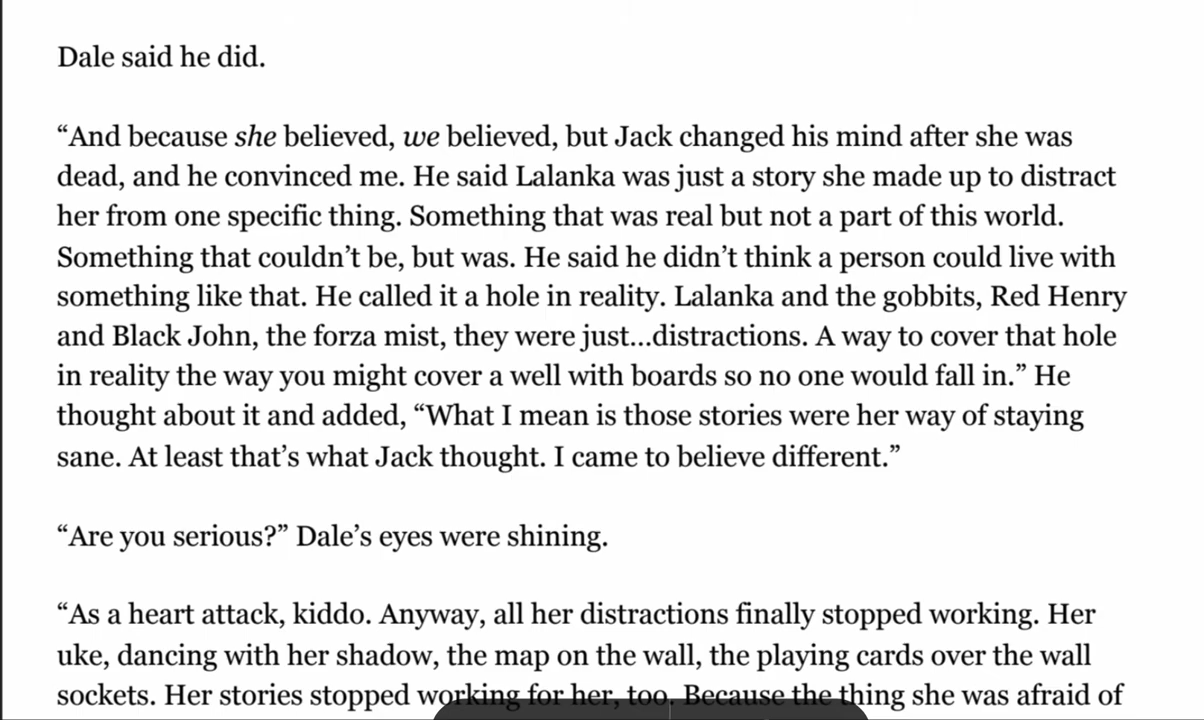 Dale said he did.
“And because she believed, we believed, but Jack changed his mind after she was
dead, and he convinced me. He said Lalanka was just a story she made up to distract
her from one specific thing. Something that was real but not a part of this world.
Something that couldn’t be, but was. He said he didn’t think a person could live with
something like that. He called it a hole in reality. Lalanka and the gobbits, Red Henry
and Black John, the forza mist, they were just...distractions. A way to cover that hole
in reality the way you might cover a well with boards so no one would fall in.” He
thought about it and added, “What I mean is those stories were her way of staying
sane. At least that’s what Jack thought. I came to believe different.”
“Are you serious?” Dale’s eyes were shining.
“As a heart attack, kiddo. Anyway, all her distractions finally stopped working. Her
uke, dancing with her shadow, the map on the wall, the playing cards over the wall
sockets. Her stories stopped working for her, too. Because the thing she was afraid of